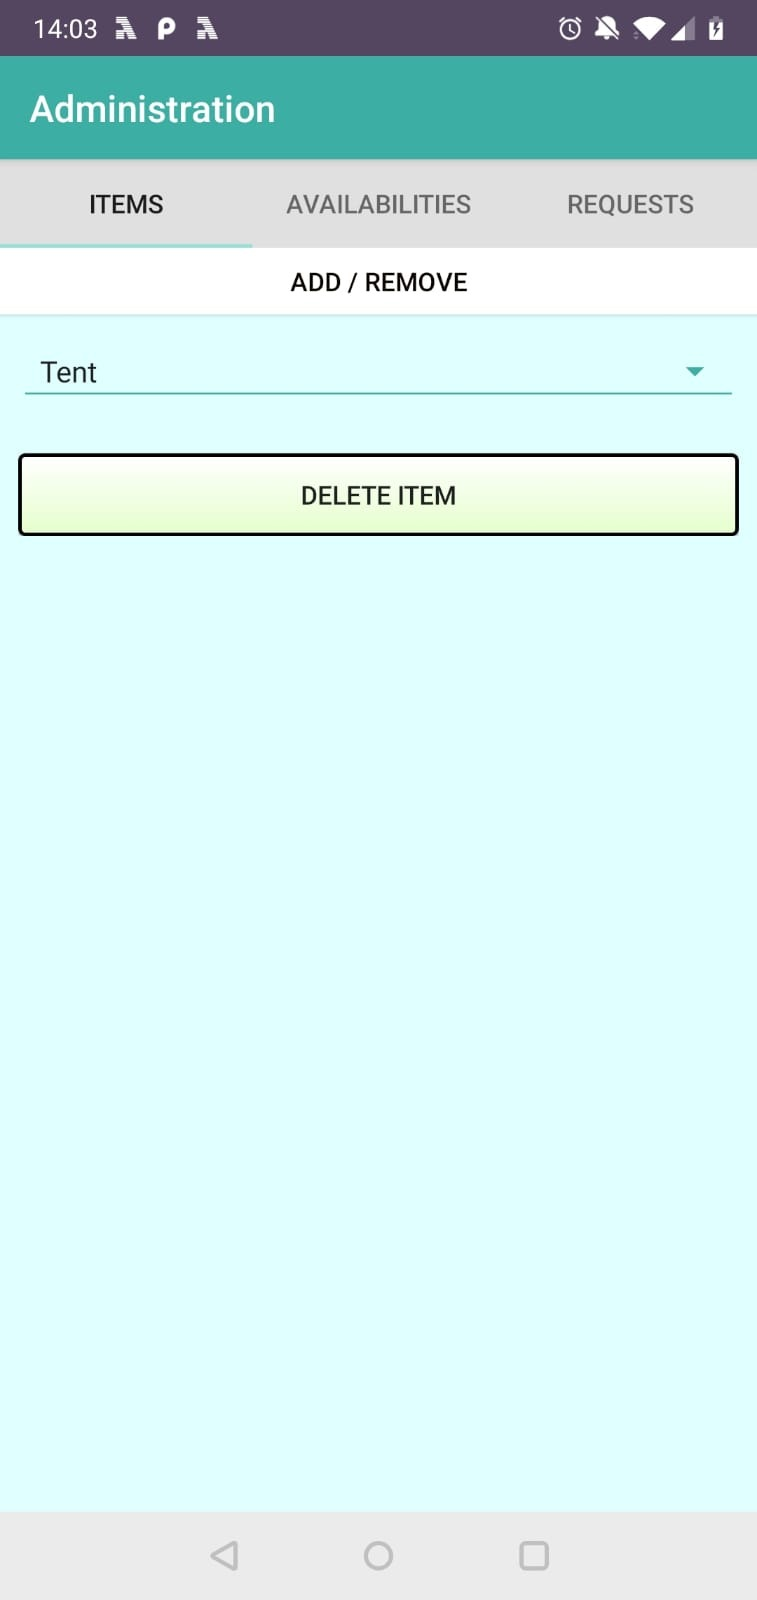 14:03
Administration
ITEMS AVAILABILITIES REQUESTS
ADD / REMOVE
Tent
DELETE ITEM